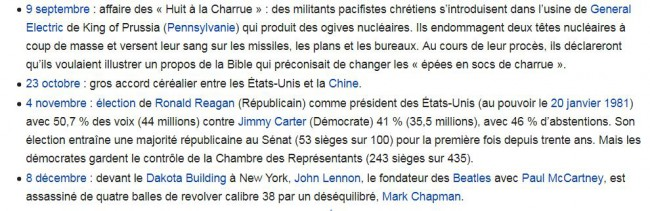 • 9 septembre : affaire des « Huit à la Charrue » : des militants pacifistes chrétiens s'introduisent dans l'usine de General
Electric de King of Prussia (Pennsylvanie) qui produit des ogives nucléaires. Ils endommagent deux têtes nucléaires à
coup de masse et versent leur sang sur les missiles, les plans et les bureaux. Au cours de leur procès, ils déclareront
qu'ils voulaient illustrer un propos de la Bible qui préconisait de changer les « épées en socs de charrue ».
• 23 octobre : gros accord céréalier entre les États-Unis et la Chine.
• 4 novembre : élection de Ronald Reagan (Républicain) comme président des États-Unis (au pouvoir le 20 janvier 1981)
avec 50,7 % des voix (44 millions) contre Jimmy Carter (Démocrate) 41 % (35,5 millions), avec 46 % d'abstentions. Son
élection entraîne une majorité républicaine au Sénat (53 sièges sur 100) pour la première fois depuis trente ans. Mais les
démocrates gardent le contrôle de la Chambre des Représentants (243 sièges sur 435).
• 8 décembre : devant le Dakota Building à New York, John Lennon, le fondateur des Beatles avec Paul McCartney, est
assassiné de quatre balles de revolver calibre 38 par un déséquilibré, Mark Chapman.